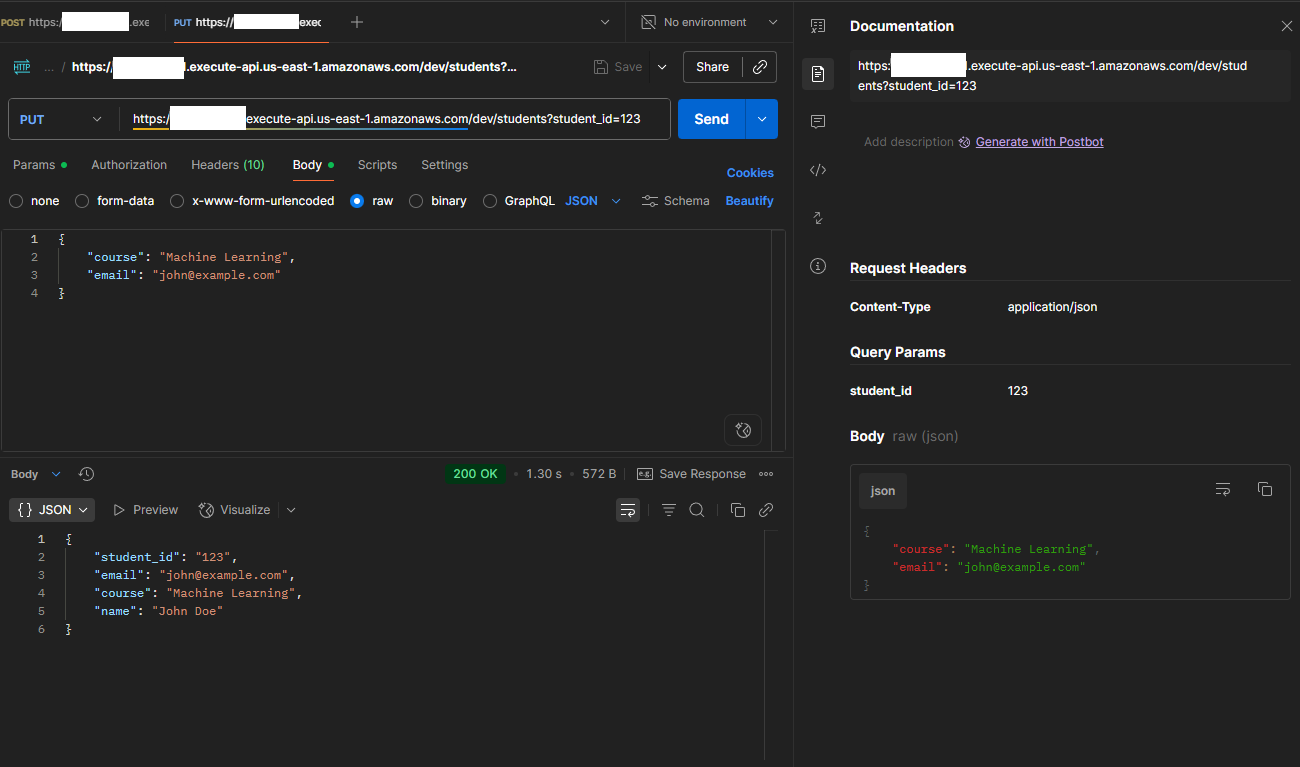 POST https:/ .exe
PUT https:// exec
No environment
HTTP ... / https:/ .execute-api.us-east-1.amazonaws.com/dev/students?...
Save
Share
PUT
https:/ execute-api.us-east-1.amazonaws.com/dev/students?student_id=123
Send
Params
Authorization
Headers (10)
Body
Scripts
Settings
Cookies
none
form-data
x-www-form-urlencoded
raw
binary
GraphQL
JSON
Schema
Beautify
1 {
2 "course": "Machine Learning",
3 "email": "john@example.com"
4 }
Body
200 OK • 1.30 s • 572 B
e.g. Save Response
{} JSON
Preview
Visualize
1 {
2 "student_id": "123",
3 "email": "john@example.com",
4 "course": "Machine Learning",
5 "name": "John Doe"
6 }
Documentation
https: .execute-api.us-east-1.amazonaws.com/dev/stud
ents?student_id=123
Add description Generate with Postbot
Request Headers
Content-Type application/json
Query Params
student_id 123
Body raw (json)
json
{
"course": "Machine Learning",
"email": "john@example.com"
}